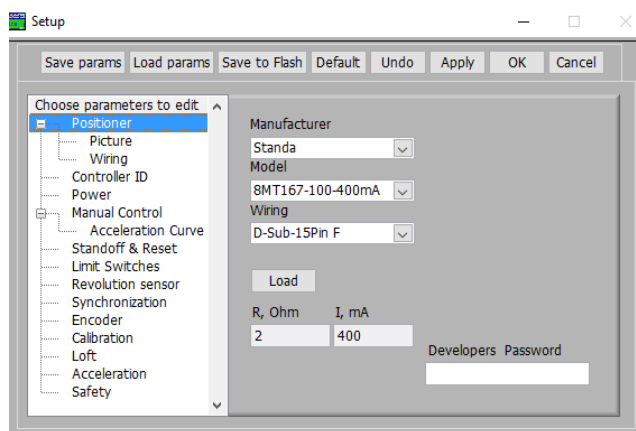 Setup
Save params Load params Save to Flash Default Undo Apply OK Cancel
Choose parameters to edit
Positioner
Picture
Wiring
Controller ID
Power
Manual Control
Acceleration Curve
Standoff & Reset
Limit Switches
Revolution sensor
Synchronization
Encoder
Calibration
Loft
Acceleration
Safety
Manufacturer
Standa
Model
8MT167-100-400mA
Wiring
D-Sub-15Pin F
Load
R, Ohm I, mA
2 400
Developers Password